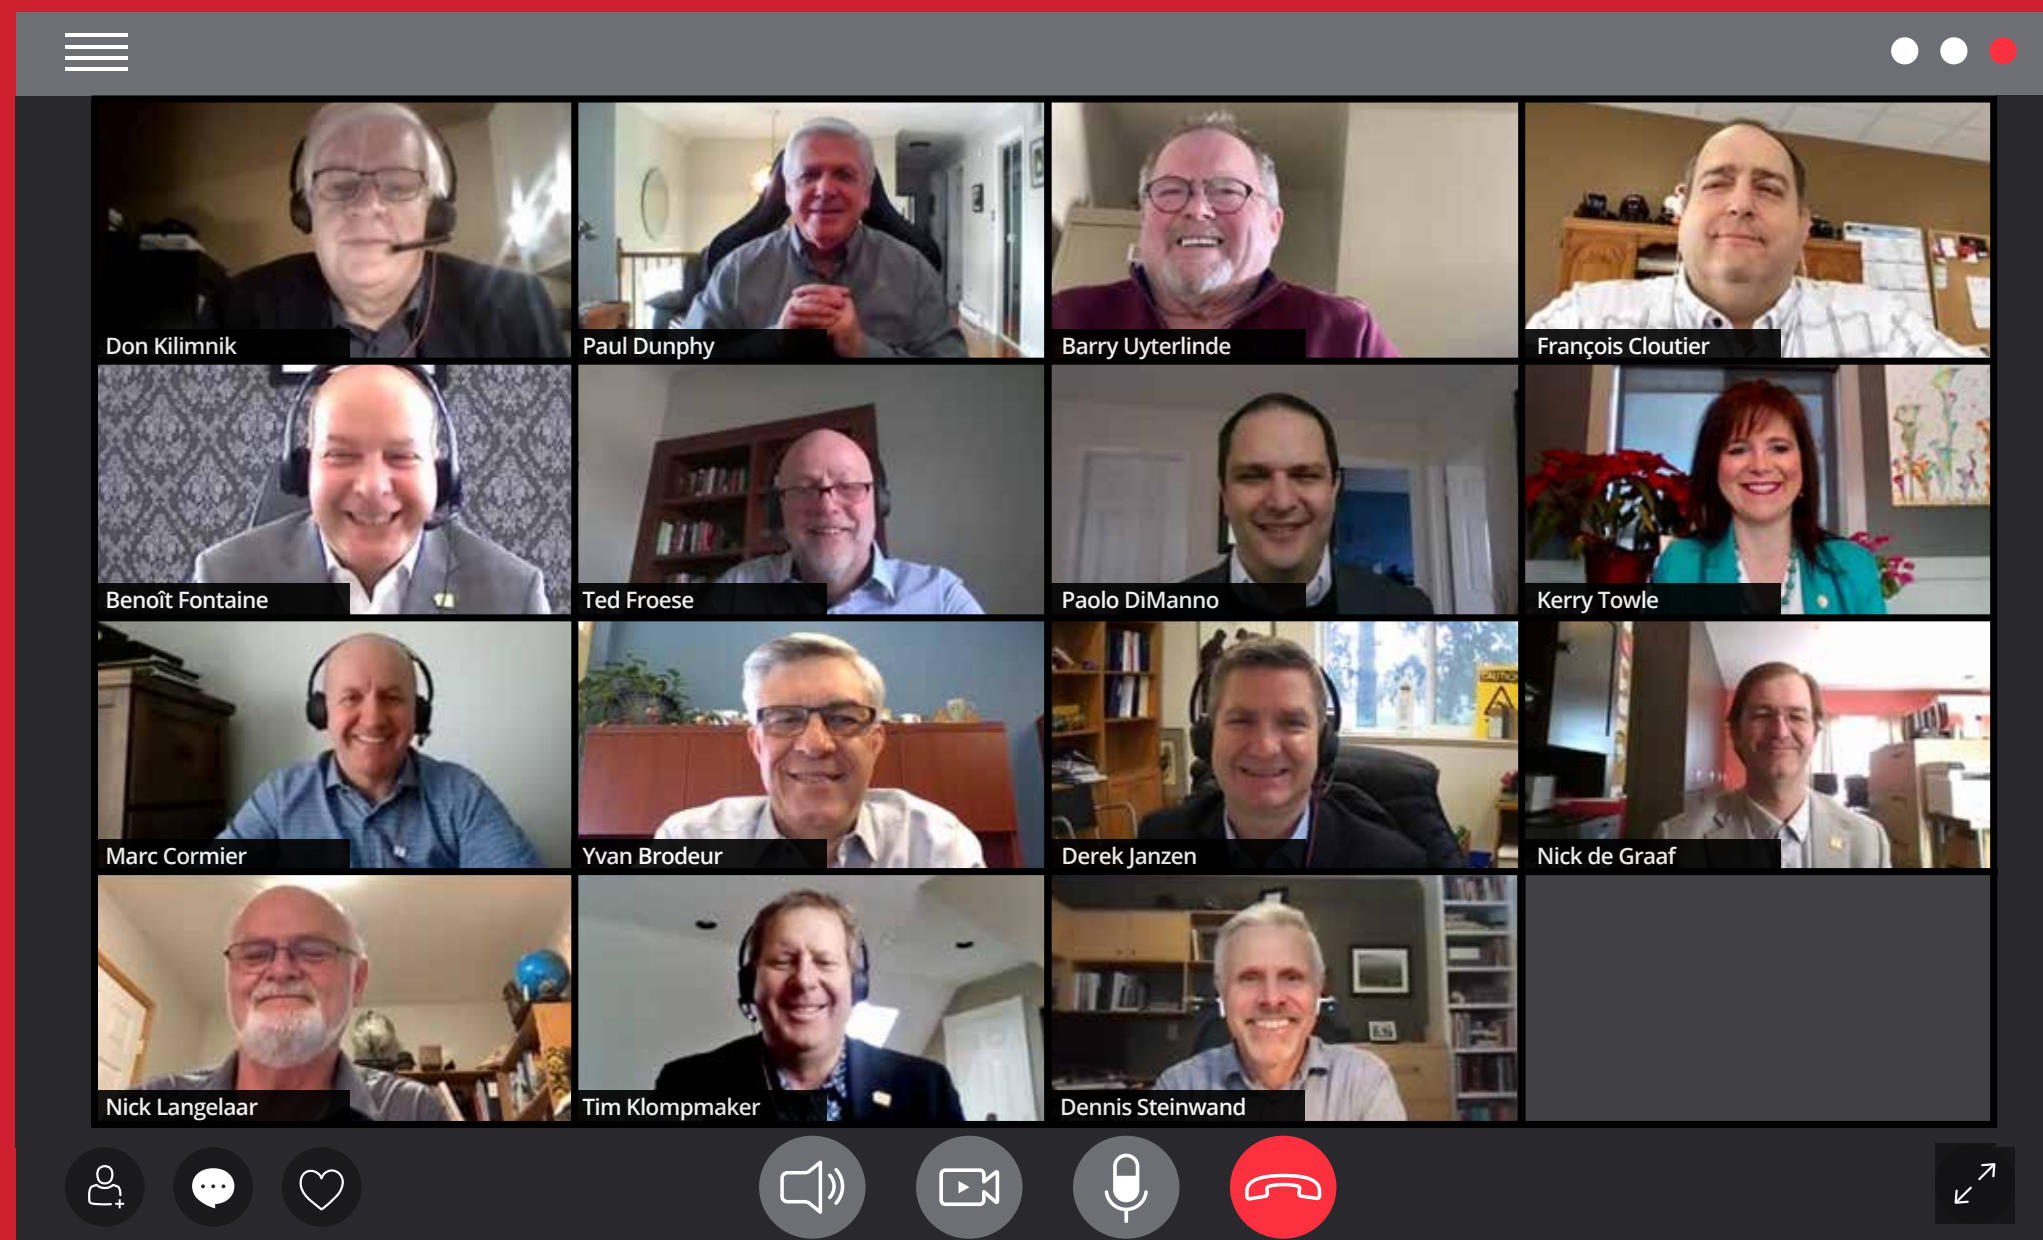 Don Kilimnik
Paul Dunphy
Barry Uyterlinde
François Cloutier
Benoît Fontaine
Ted Froese
Paolo DiManno
Kerry Towle
Marc Cormier
Yvan Brodeur
Derek Janzen
Nick de Graaf
CAUTION
Nick Langelaar
Tim Klompmaker
Dennis Steinwand